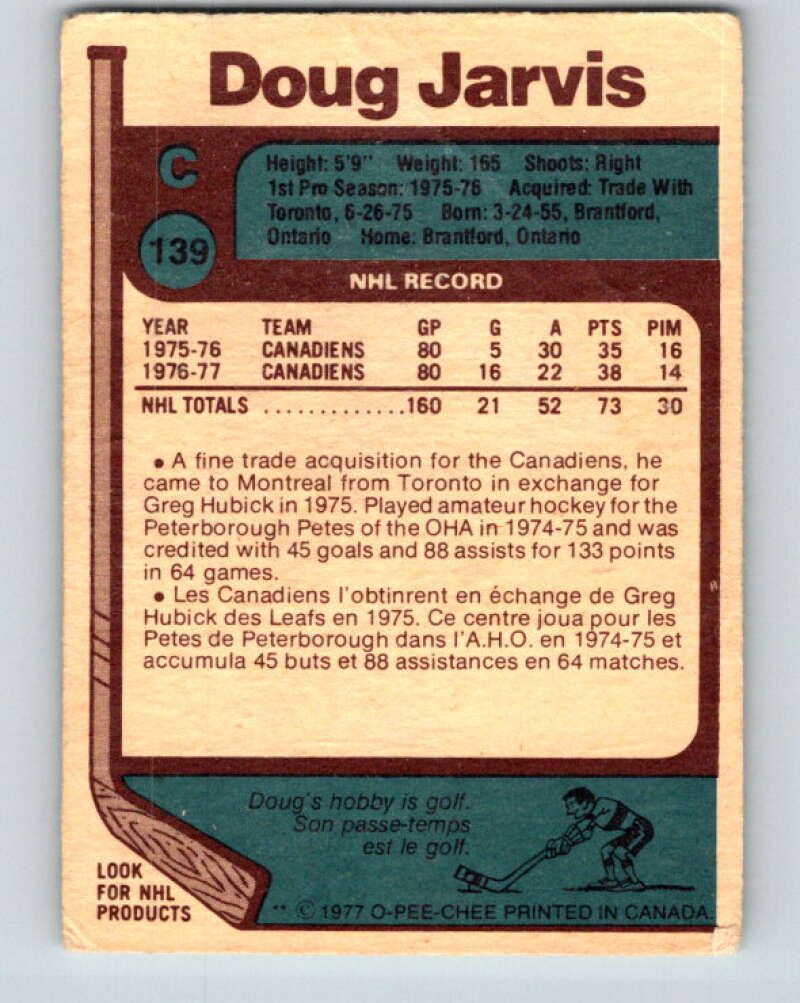 Doug Jarvis
C
139
Height: 5'9" Weight: 165 Shoots: Right
1st Pro Season: 1975-76 Acquired: Trade With
Toronto, 6-26-75 Born: 3-24-55, Brantford,
Ontario Home: Brantford, Ontario
NHL RECORD
YEAR TEAM GP G A PTS PIM
1975-76 CANADIENS 80 5 30 35 16
1976-77 CANADIENS 80 16 22 38 14
NHL TOTALS .............160 21 52 73 30
• A fine trade acquisition for the Canadiens, he
came to Montreal from Toronto in exchange for
Greg Hubick in 1975. Played amateur hockey for the
Peterborough Petes of the OHA in 1974-75 and was
credited with 45 goals and 88 assists for 133 points
in 64 games.
• Les Canadiens l'obtinrent en échange de Greg
Hubick des Leafs en 1975. Ce centre joua pour les
Petes de Peterborough dans l'A.H.O. en 1974-75 et
accumula 45 buts et 88 assistances en 64 matches.
Doug's hobby is golf.
Son passe-temps
est le golf.
LOOK
FOR NHL
PRODUCTS
** © 1977 O-PEE-CHEE PRINTED IN CANADA.